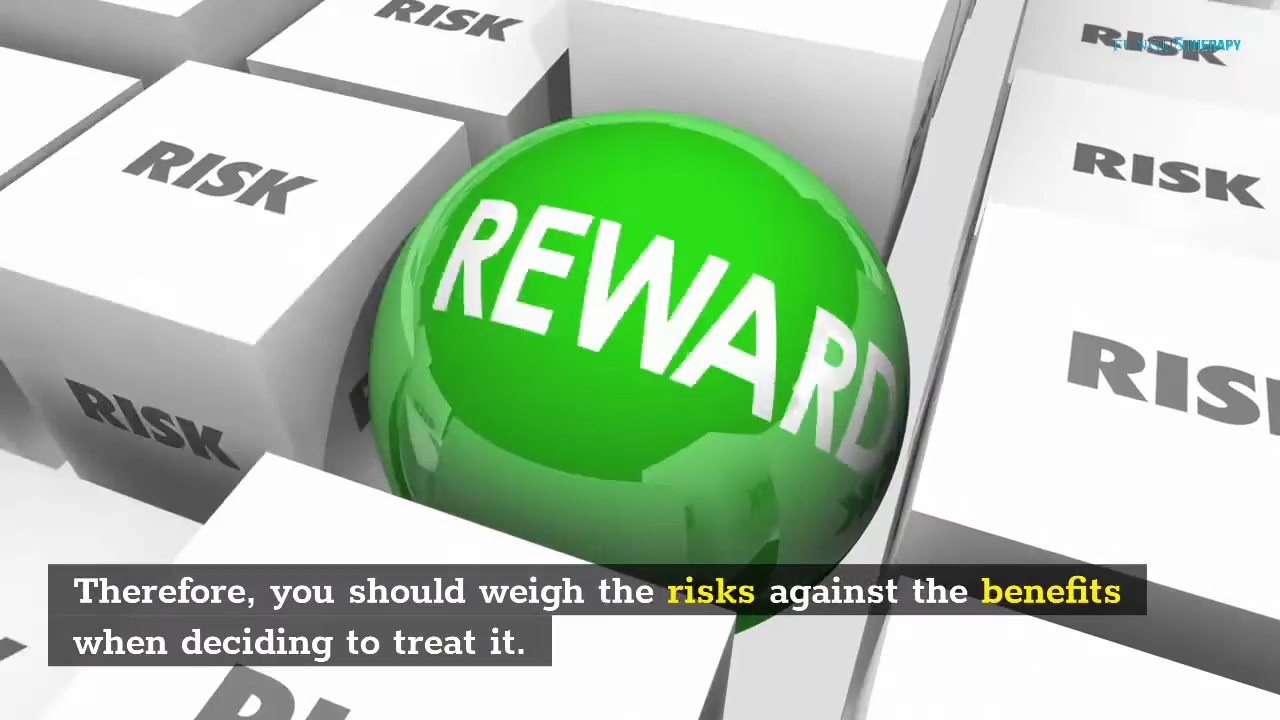 RISK
RISK
RISK
RISK
REWARD
RISK
RISK
Therefore, you should weigh the risks against the benefits
when deciding to treat it.